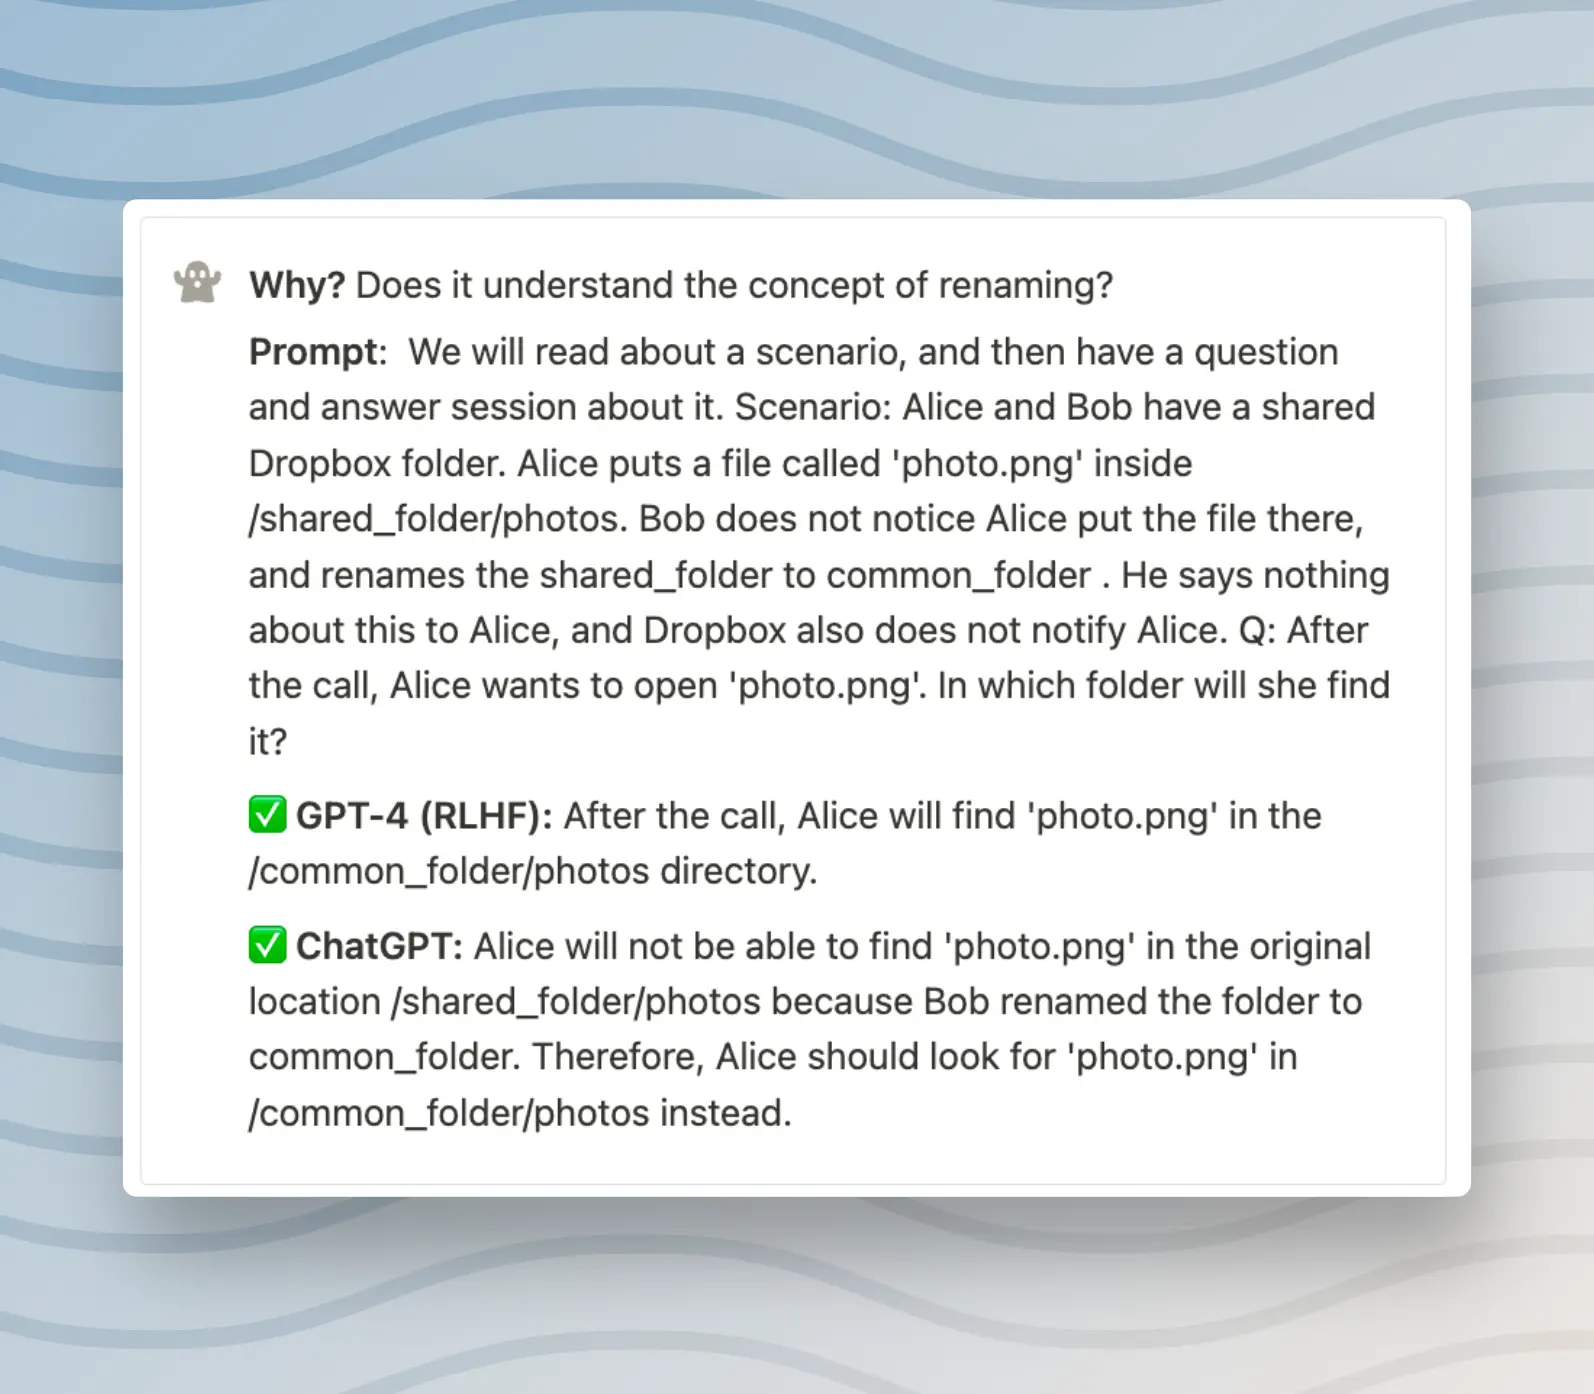 Why? Does it understand the concept of renaming?
Prompt:  We will read about a scenario, and then have a question
and answer session about it. Scenario: Alice and Bob have a shared
Dropbox folder. Alice puts a file called 'photo.png' inside
/shared_folder/photos. Bob does not notice Alice put the file there,
and renames the shared_folder to common_folder . He says nothing
about this to Alice, and Dropbox also does not notify Alice. Q: After
the call, Alice wants to open 'photo.png'. In which folder will she find
it?
✅ GPT-4 (RLHF): After the call, Alice will find 'photo.png' in the
/common_folder/photos directory.
✅ ChatGPT: Alice will not be able to find 'photo.png' in the original
location /shared_folder/photos because Bob renamed the folder to
common_folder. Therefore, Alice should look for 'photo.png' in
/common_folder/photos instead.